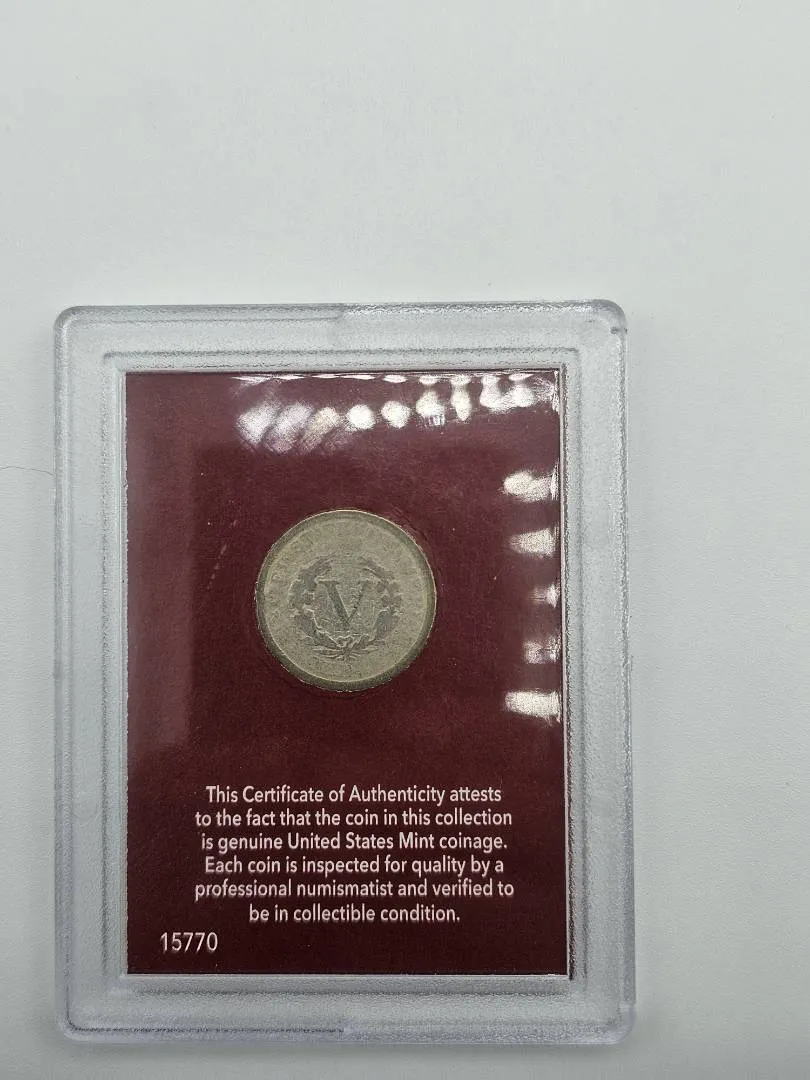 V
This Certificate of Authenticity attests
to the fact that the coin in this collection
is genuine United States Mint coinage.
Each coin is inspected for quality by a
professional numismatist and verified to
be in collectible condition.
15770